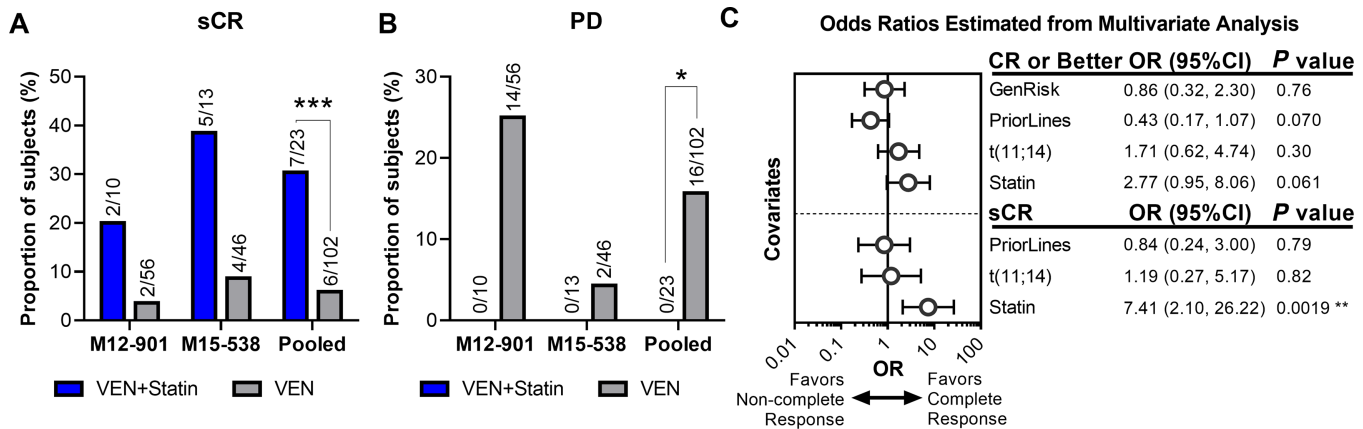 A
sCR
Proportion of subjects (%)
50
40
30
20
10
0
2/10
2/56
5/13
4/46
7/23
***
6/102
M12-901
M15-538
Pooled
VEN+Statin
VEN
B
PD
Proportion of subjects (%)
30
20
10
0
0/10
14/56
0/13
2/46
0/23
*
16/102
M12-901
M15-538
Pooled
VEN+Statin
VEN
C
Odds Ratios Estimated from Multivariate Analysis
Covariates
CR or Better OR (95%CI) P value
GenRisk 0.86 (0.32, 2.30) 0.76
PriorLines 0.43 (0.17, 1.07) 0.070
t(11;14) 1.71 (0.62, 4.74) 0.30
Statin 2.77 (0.95, 8.06) 0.061
sCR OR (95%CI) P value
PriorLines 0.84 (0.24, 3.00) 0.79
t(11;14) 1.19 (0.27, 5.17) 0.82
Statin 7.41 (2.10, 26.22) 0.0019 **
0.01
0.1
1
10
100
OR
Favors
Non-complete
Response
Favors
Complete
Response